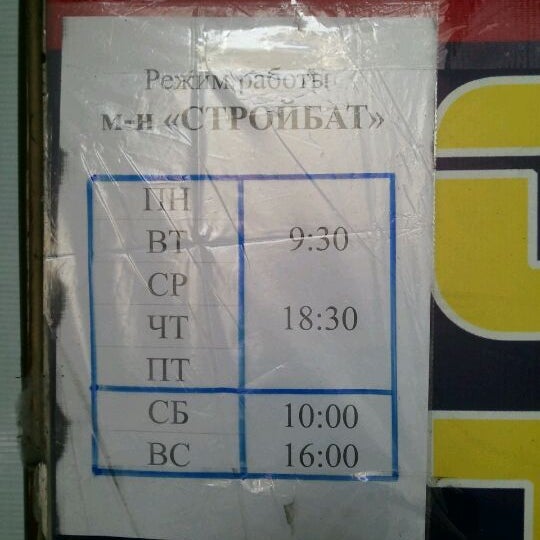 Режим работы
м-н «СТРОЙБАТ»
ПН
ВТ 9:30
СР
ЧТ 18:30
ПТ
СБ 10:00
ВС 16:00